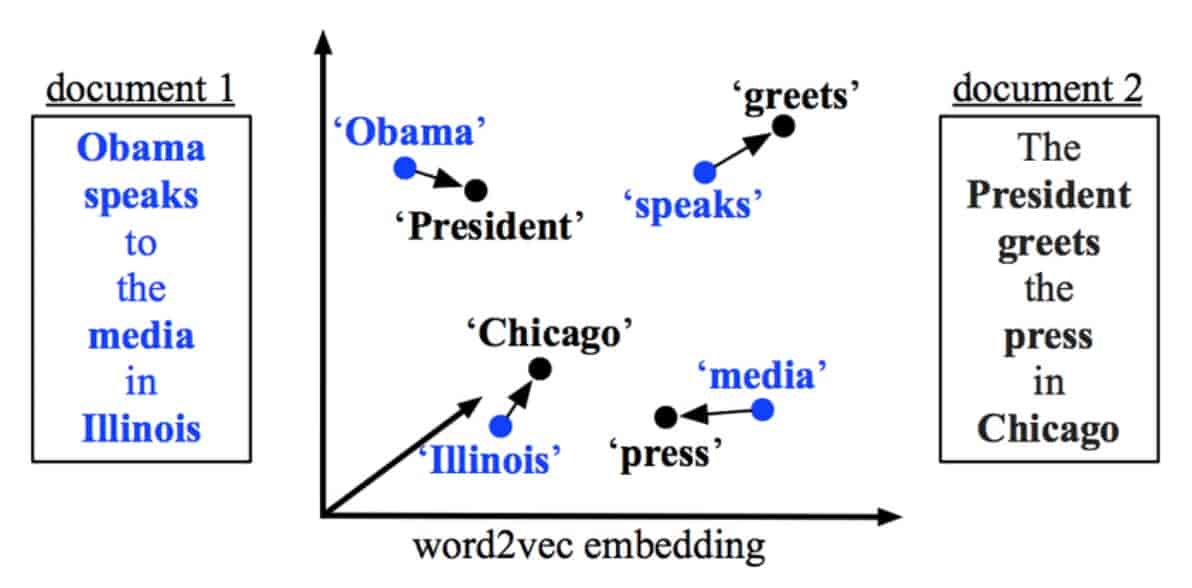 document 1
Obama
speaks
to
the
media
in
Illinois
‘Obama’
‘President’
‘greets’
‘speaks’
‘Chicago’
‘Illinois’
‘media’
‘press’
word2vec embedding
document 2
The
President
greets
the
press
in
Chicago